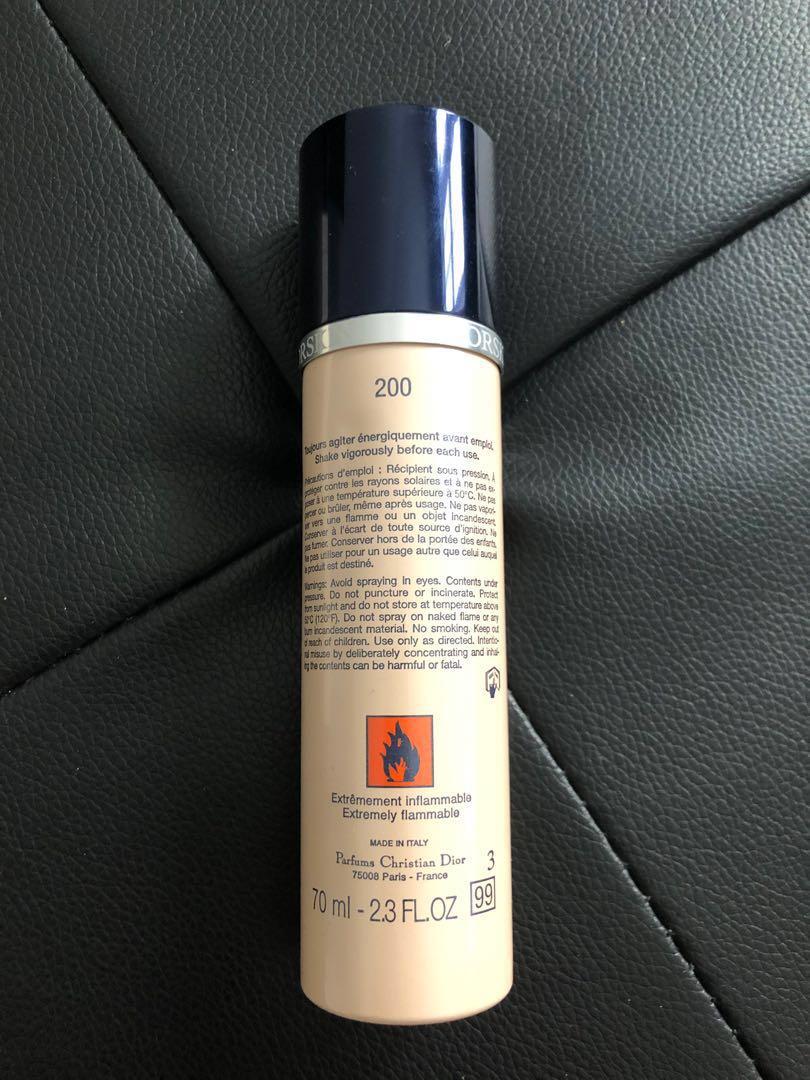 ORS
200
Toujours agiter énergiquement avant emploi.
Shake vigorously before each use.
Précautions d'emploi : Récipient sous pression. A
protéger contre les rayons solaires et à ne pas ex-
poser à une température supérieure à 50°C. Ne pas
percer ou brûler, même après usage. Ne pas vapori-
ser vers une flamme ou un objet incandescent.
Conserver à l'écart de toute source d'ignition. Ne
pas fumer. Conserver hors de la portée des enfants.
Ne pas utiliser pour un usage autre que celui auquel
le produit est destiné.
Warnings: Avoid spraying in eyes. Contents under
pressure. Do not puncture or incinerate. Protect
from sunlight and do not store at temperature above
50°C (120°F). Do not spray on naked flame or any
incandescent material. No smoking. Keep out
of reach of children. Use only as directed. Intentio-
nal misuse by deliberately concentrating and inhal-
ing the contents can be harmful or fatal.
Extrêmement inflammable
Extremely flammable
MADE IN ITALY
Parfums Christian Dior
75008 Paris - France
3
70 ml - 2.3 FL.OZ 99